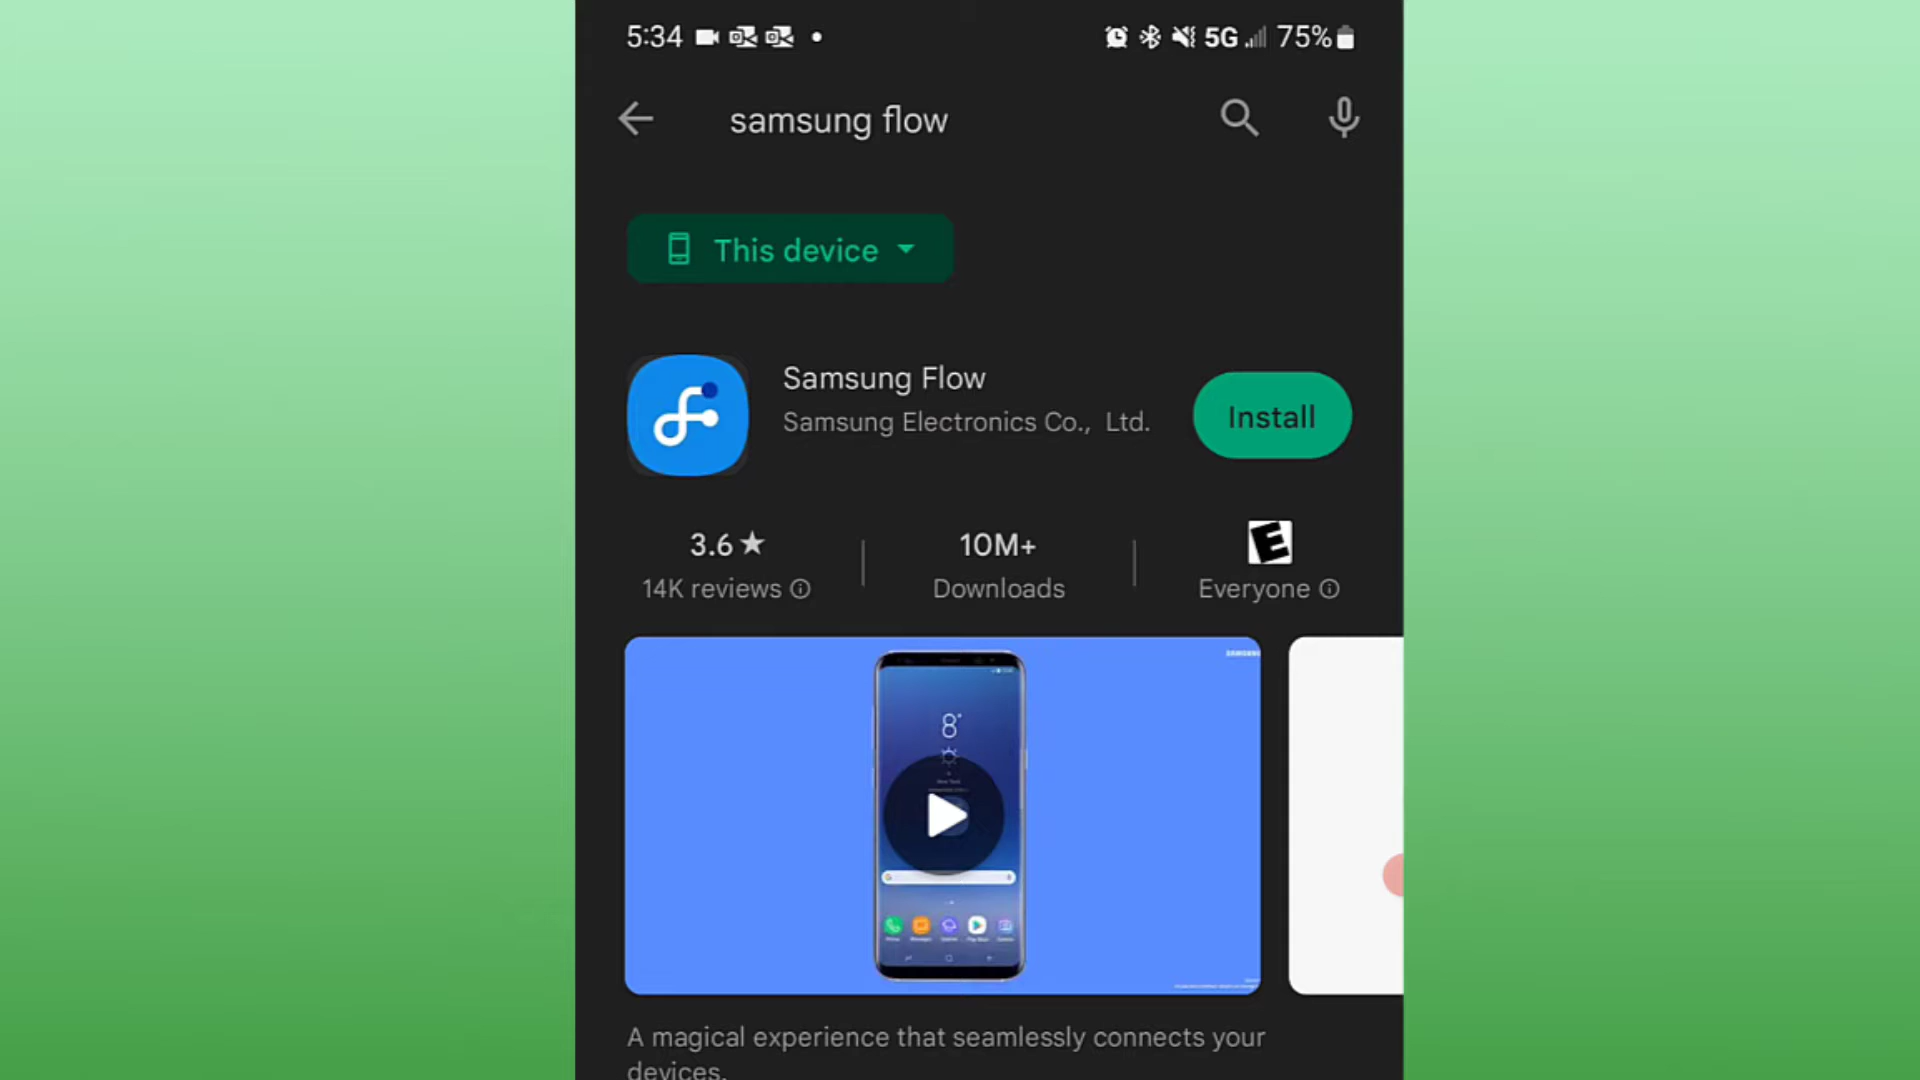 5:34
5G
75%
samsung flow
This device
Samsung Flow
Samsung Electronics Co., Ltd.
Install
3.6★
14K reviews
10M+
Downloads
E
Everyone
SAMSUNG
8°
A magical experience that seamlessly connects your
devices.